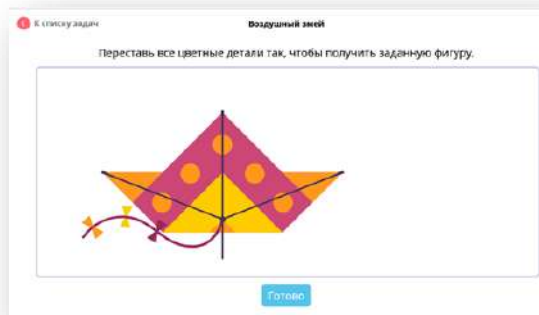 К списку задач
Воздушный змей
Переставь все цветные детали так, чтобы получить заданную фигуру.
Готово